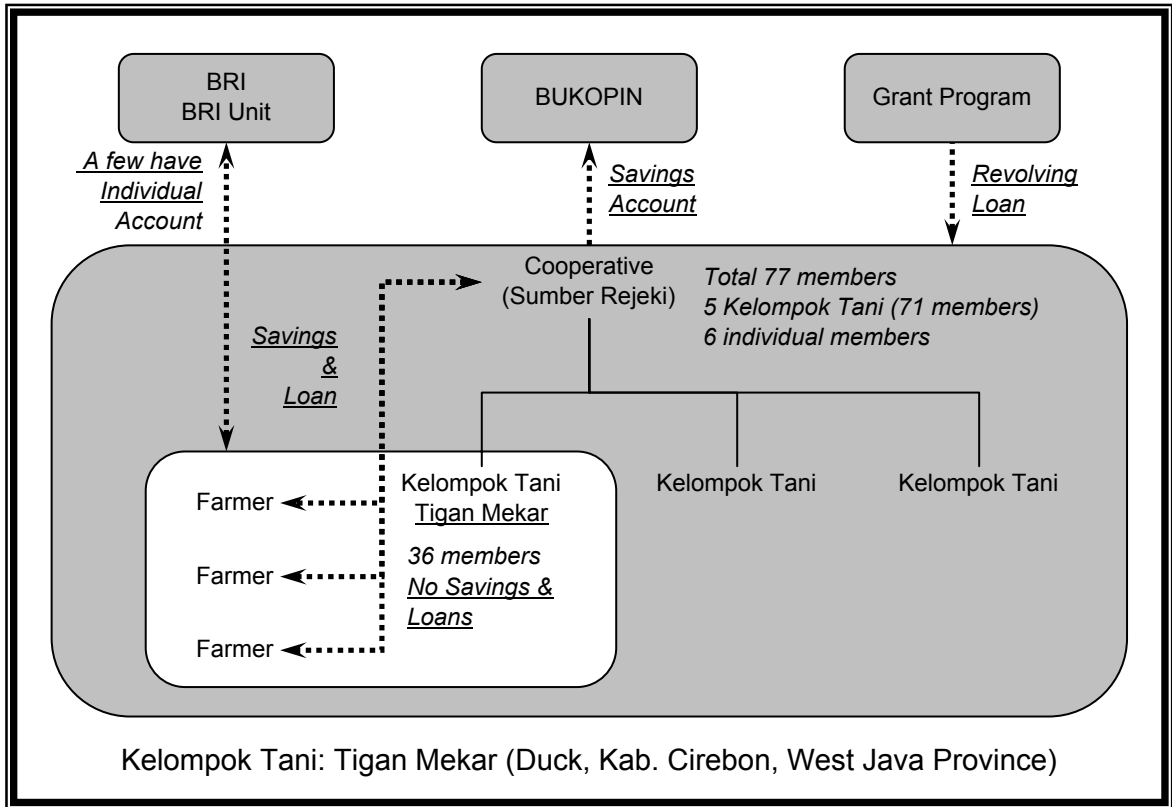 BRI
BRI Unit
BUKOPIN
Grant Program
A few have
Individual
Account
Savings
Account
Revolving
Loan
Cooperative
(Sumber Rejeki)
Total 77 members
5 Kelompok Tani (71 members)
6 individual members
Savings
&
Loan
Farmer
Farmer
Farmer
Kelompok Tani
Tigan Mekar
36 members
No Savings &
Loans
Kelompok Tani
Kelompok Tani
Kelompok Tani: Tigan Mekar (Duck, Kab. Cirebon, West Java Province)